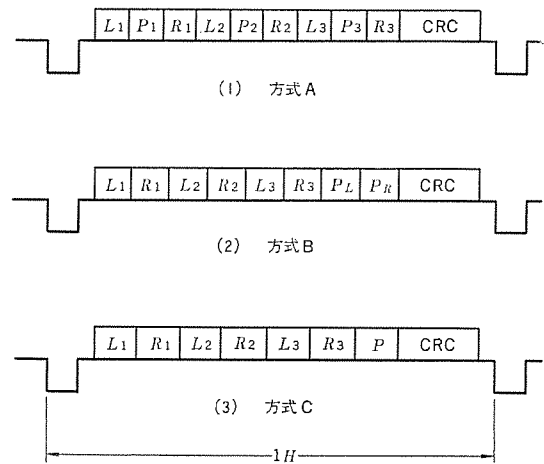 L1 P1 R1 L2 P2 R2 L3 P3 R3 CRC
(1) 方式A
L1 R1 L2 R2 L3 R3 PL PR CRC
(2) 方式B
L1 R1 L2 R2 L3 R3 P CRC
(3) 方式C
1H